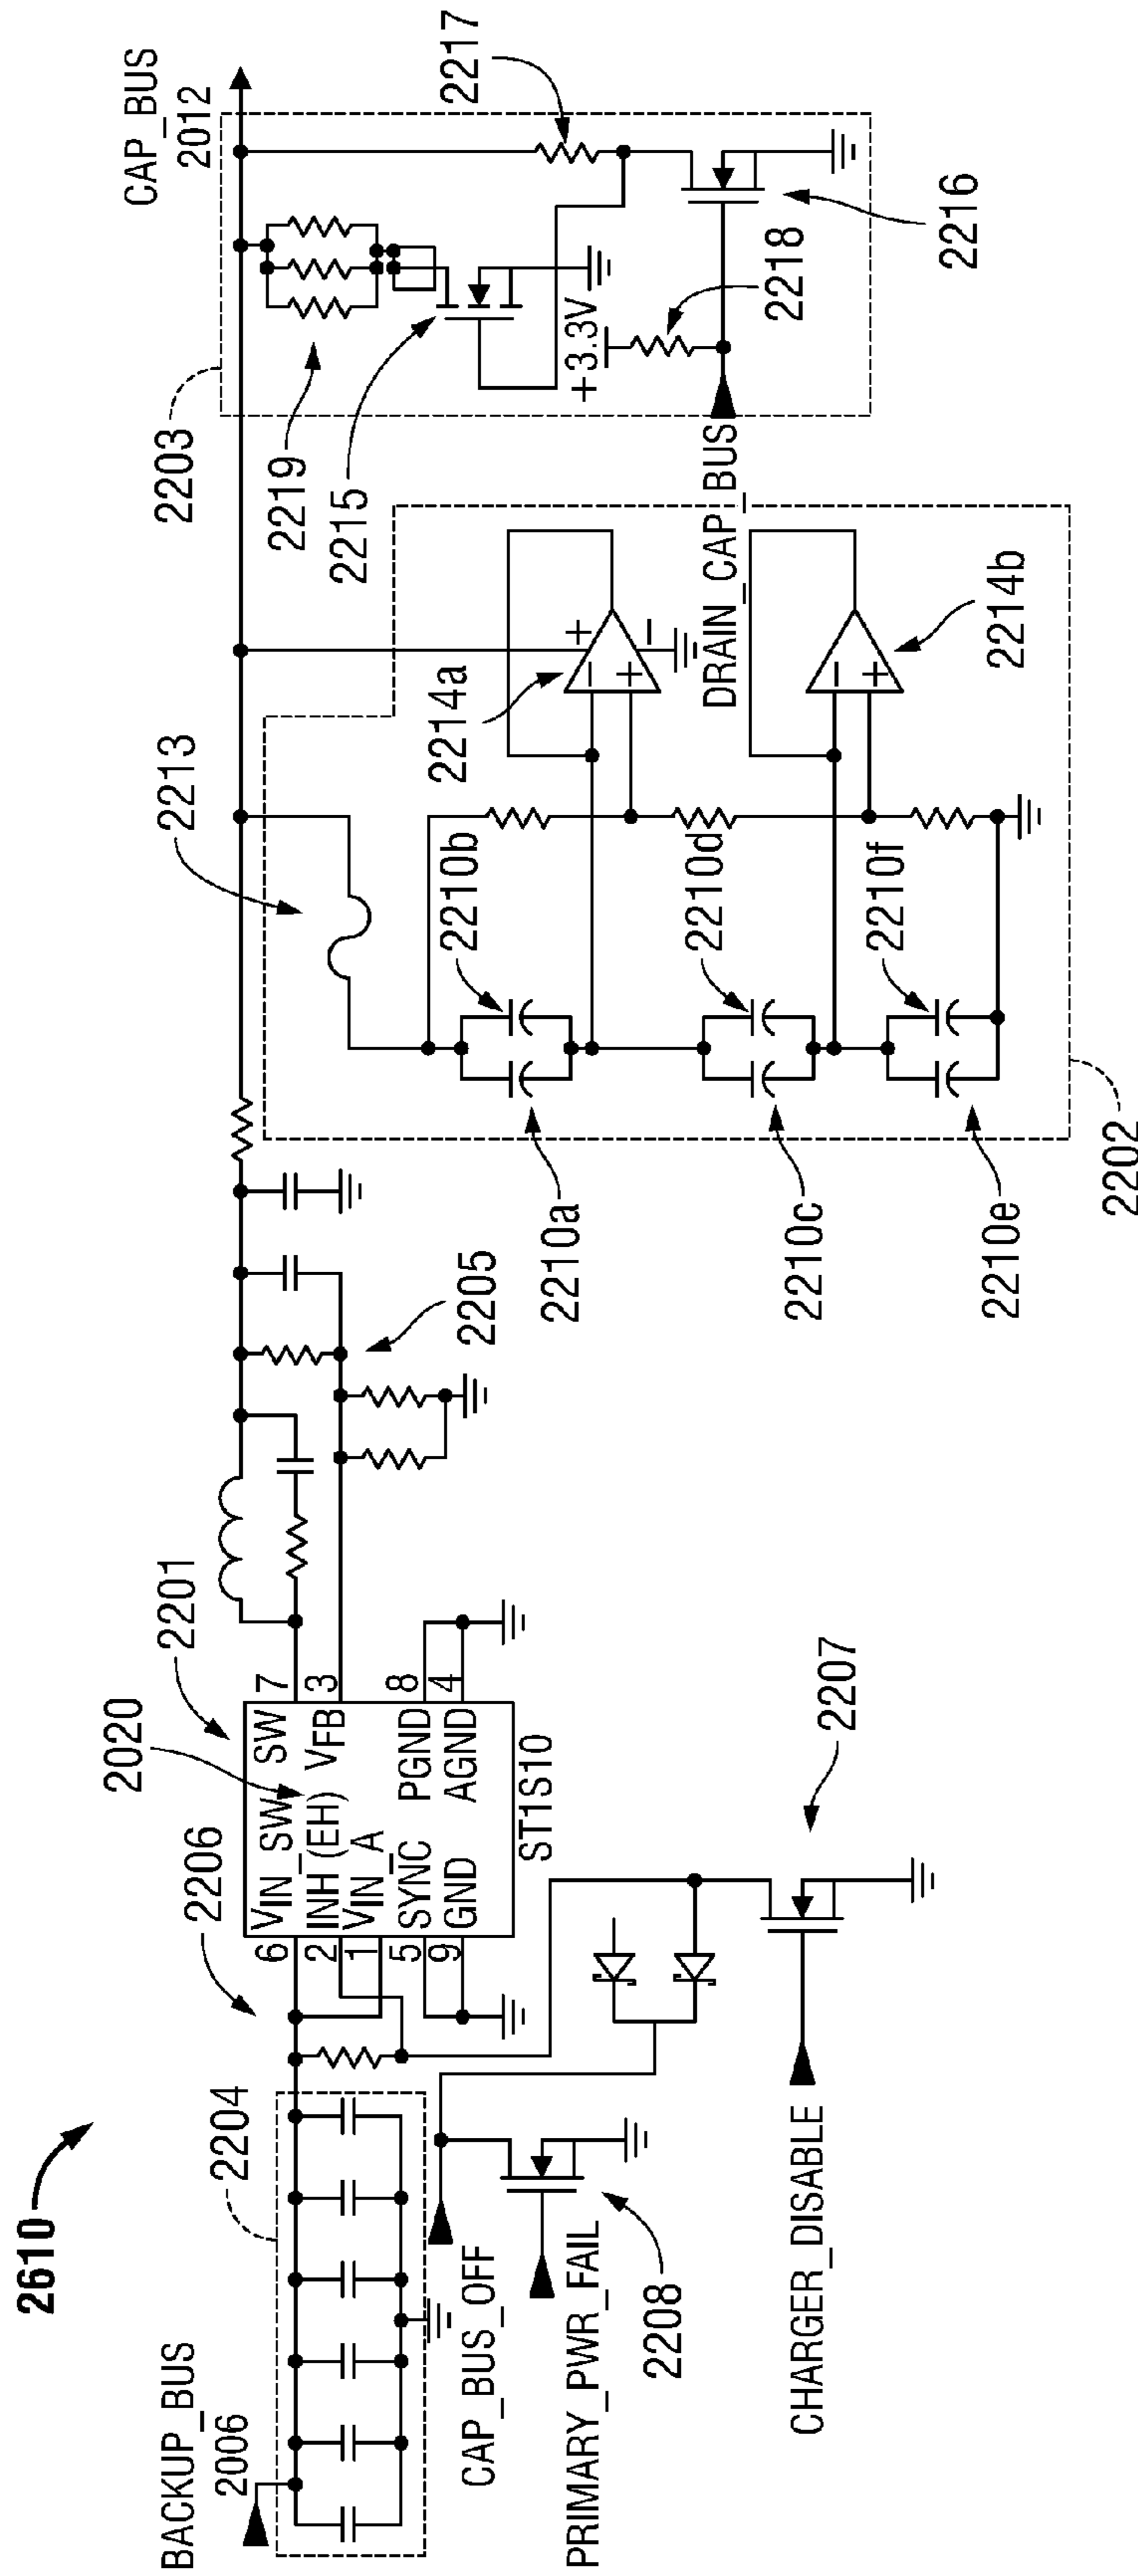 2610
BACKUP_BUS
2006
2204
2206
2020
2201
2205
2213
2203
CAP_BUS
2012
2217
2219
2215
2216
2218
+3.3V
DRAIN_CAP_BUS
2214a
2214b
+
−
−
+
−
+
2210b
2210d
2210f
2210a
2210c
2210e
2202
6 VIN_SW SW 7
2 INH (EH) VFB 3
1 VIN_A
5 SYNC PGND 8
9 GND AGND 4
ST1S10
CAP_BUS_OFF
PRIMARY_PWR_FAIL
2208
CHARGER_DISABLE
2207